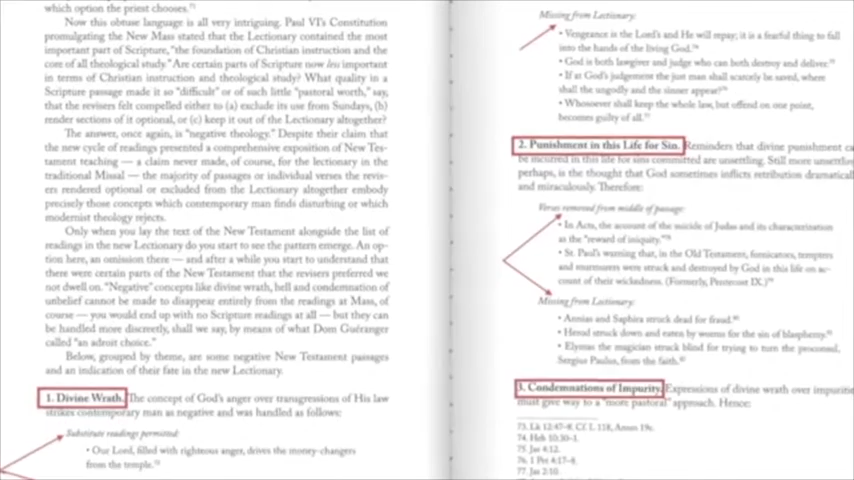 which option the priest chooses.⁷¹
Now this obtuse language is all very intriguing. Paul VI's Constitution
promulgating the New Mass stated that the Lectionary contained the most
important part of Scripture, "the foundation of Christian instruction and the
core of all theological study." Are certain parts of Scripture now less important
in terms of Christian instruction and theological study? What quality in a
Scripture passage made it so "difficult" or of such little "pastoral worth," say,
that the revisers felt compelled either to (a) exclude its use from Sundays, (b)
render sections of it optional, or (c) keep it out of the Lectionary altogether?
The answer, once again, is "negative theology." Despite their claim that
the new cycle of readings presented a comprehensive exposition of New Tes-
tament teaching — a claim never made, of course, for the lectionary in the
traditional Missal — the majority of passages or individual verses the revis-
ers rendered optional or excluded from the Lectionary altogether embody
precisely those concepts which contemporary man finds disturbing or which
modernist theology rejects.
Only when you lay the text of the New Testament alongside the list of
readings in the new Lectionary do you start to see the pattern emerge. An op-
tion here, an omission there — and after a while you start to understand that
there were certain parts of the New Testament that the revisers preferred we
not dwell on. "Negative" concepts like divine wrath, hell and condemnation of
unbelief cannot be made to disappear entirely from the readings at Mass, of
course — you would end up with no Scripture readings at all — but they can
be handled more discreetly, shall we say, by means of what Dom Guéranger
called "an adroit choice."
Below, grouped by theme, are some negative New Testament passages
and an indication of their fate in the new Lectionary.
1. Divine Wrath. The concept of God's anger over transgressions of His law
strikes contemporary man as negative and was handled as follows:
Substitute readings permitted:
• Our Lord, filled with righteous anger, drives the money-changers
from the temple.⁷³
Missing from Lectionary:
• Vengeance is the Lord's and He will repay; it is a fearful thing to fall
into the hands of the living God.⁷⁴
• God is both lawgiver and judge who can both destroy and deliver.⁷⁵
• If at God's judgement the just man shall scarcely be saved, where
shall the ungodly and the sinner appear?⁷⁶
• Whosoever shall keep the whole law, but offend on one point,
becomes guilty of all.⁷⁷
2. Punishment in this Life for Sin. Reminders that divine punishment ca
be incurred in this life for sins committed are unsettling. Still more unsettlin
perhaps, is the thought that God sometimes inflicts retribution dramaticall
and miraculously. Therefore:
Verses removed from middle of passage:
• In Acts, the account of the suicide of Judas and its characterization
as the "reward of iniquity."⁷⁸
• St. Paul's warning that, in the Old Testament, fornicators, tempters
and murmurers were struck and destroyed by God in this life on ac-
count of their wickedness. (Formerly, Pentecost IX.)⁷⁹
Missing from Lectionary:
• Annias and Saphira struck dead for fraud.⁸⁰
• Herod struck down and eaten by worms for the sin of blasphemy.⁸¹
• Elymas the magician struck blind for trying to turn the proconsul,
Sergius Paulus, from the faith.⁸²
3. Condemnations of Impurity. Expressions of divine wrath over impuritie
must give way to a "more pastoral" approach. Hence:
73. Lk 12:47–8. Cf. L 118, Annex 19c.
74. Heb 10:30–1.
75. Jas 4:12.
76. 1 Pet 4:17–8.
77. Jas 2:10.